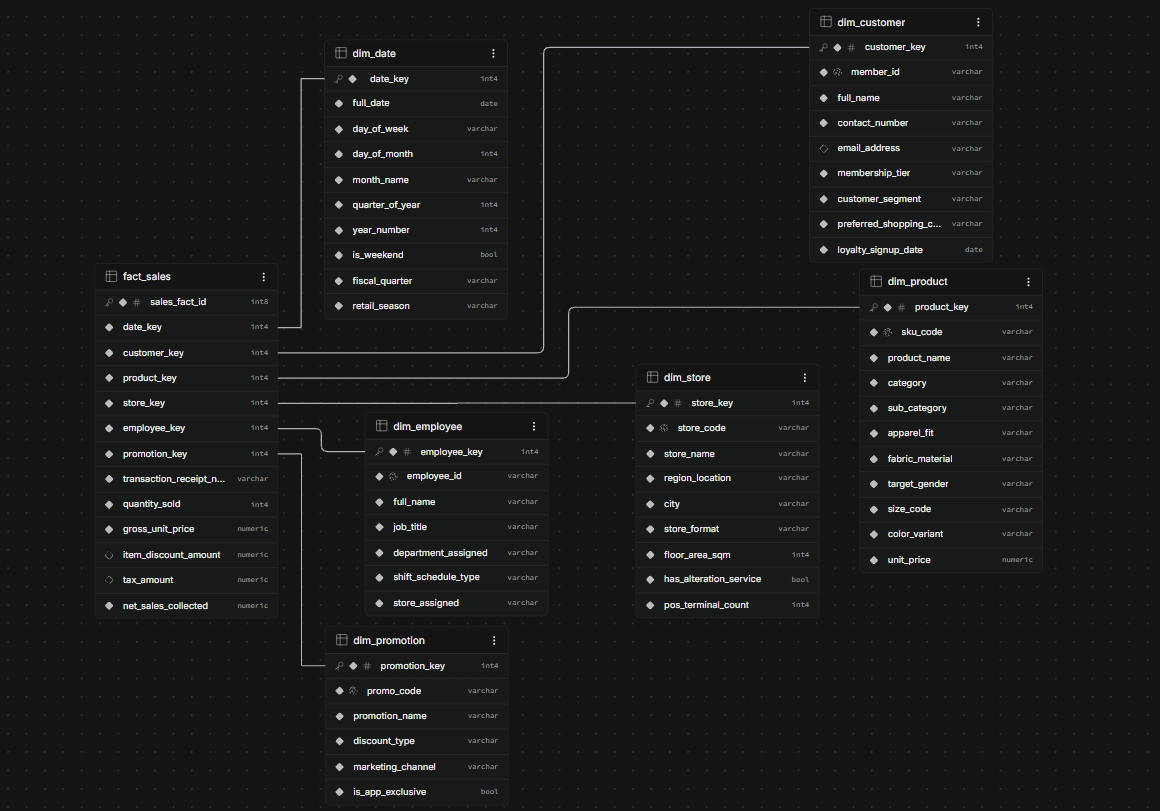 dim_customer
customer_key int4
member_id varchar
full_name varchar
contact_number varchar
email_address varchar
membership_tier varchar
customer_segment varchar
preferred_shopping_c... varchar
loyalty_signup_date date
dim_date
date_key int4
full_date date
day_of_week varchar
day_of_month int4
month_name varchar
quarter_of_year int4
year_number int4
is_weekend bool
fiscal_quarter varchar
retail_season varchar
fact_sales
sales_fact_id int8
date_key int4
customer_key int4
product_key int4
store_key int4
employee_key int4
promotion_key int4
transaction_receipt_n... varchar
quantity_sold int4
gross_unit_price numeric
item_discount_amount numeric
tax_amount numeric
net_sales_collected numeric
dim_product
product_key int4
sku_code varchar
product_name varchar
category varchar
sub_category varchar
apparel_fit varchar
fabric_material varchar
target_gender varchar
size_code varchar
color_variant varchar
unit_price numeric
dim_store
store_key int4
store_code varchar
store_name varchar
region_location varchar
city varchar
store_format varchar
floor_area_sqm int4
has_alteration_service bool
pos_terminal_count int4
dim_employee
employee_key int4
employee_id varchar
full_name varchar
job_title varchar
department_assigned varchar
shift_schedule_type varchar
store_assigned varchar
dim_promotion
promotion_key int4
promo_code varchar
promotion_name varchar
discount_type varchar
marketing_channel varchar
is_app_exclusive bool